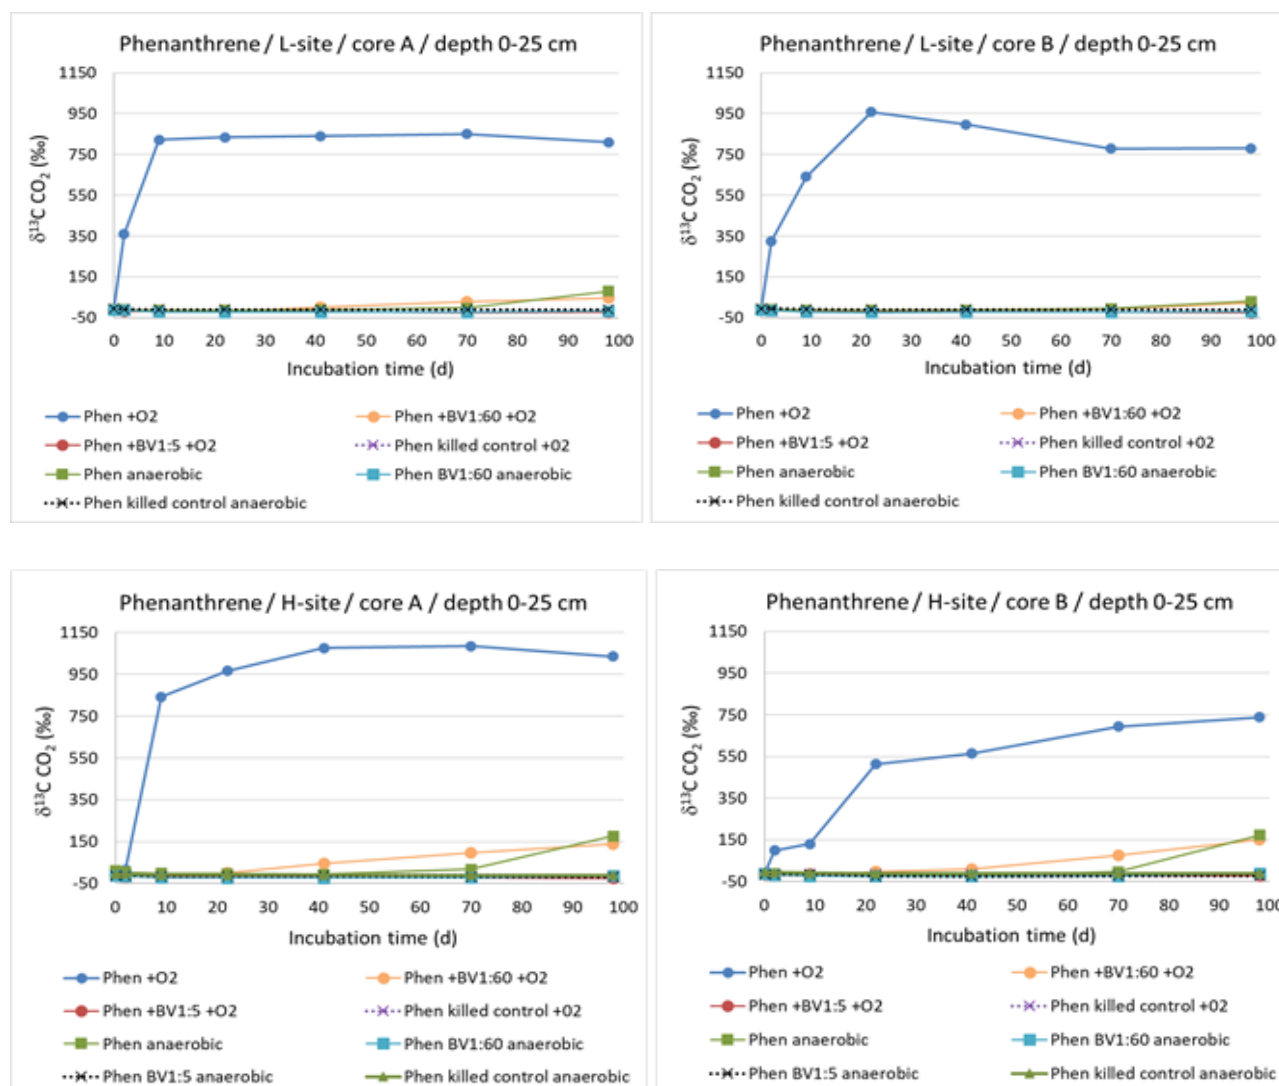 Phenanthrene / L-site / core A / depth 0-25 cm
1150
950
750
550
350
150
-50
δ¹³C CO₂ (‰)
0 10 20 30 40 50 60 70 80 90 100
Incubation time (d)
Phen +O2
Phen +BV1:60 +O2
Phen +BV1:5 +O2
Phen killed control +02
Phen anaerobic
Phen BV1:60 anaerobic
Phen killed control anaerobic
Phenanthrene / L-site / core B / depth 0-25 cm
1150
950
750
550
350
150
-50
δ¹³C CO₂ (‰)
0 10 20 30 40 50 60 70 80 90 100
Incubation time (d)
Phen +O2
Phen +BV1:60 +O2
Phen +BV1:5 +O2
Phen killed control +02
Phen anaerobic
Phen BV1:60 anaerobic
Phen killed control anaerobic
Phenanthrene / H-site / core A / depth 0-25 cm
1150
950
750
550
350
150
-50
δ¹³C CO₂ (‰)
0 10 20 30 40 50 60 70 80 90 100
Incubation time (d)
Phen +O2
Phen +BV1:60 +O2
Phen +BV1:5 +O2
Phen killed control +02
Phen anaerobic
Phen BV1:60 anaerobic
Phen BV1:5 anaerobic
Phen killed control anaerobic
Phenanthrene / H-site / core B / depth 0-25 cm
1150
950
750
550
350
150
-50
δ¹³C CO₂ (‰)
0 10 20 30 40 50 60 70 80 90 100
Incubation time (d)
Phen +O2
Phen +BV1:60 +O2
Phen +BV1:5 +O2
Phen killed control +02
Phen anaerobic
Phen BV1:60 anaerobic
Phen BV1:5 anaerobic
Phen killed control anaerobic